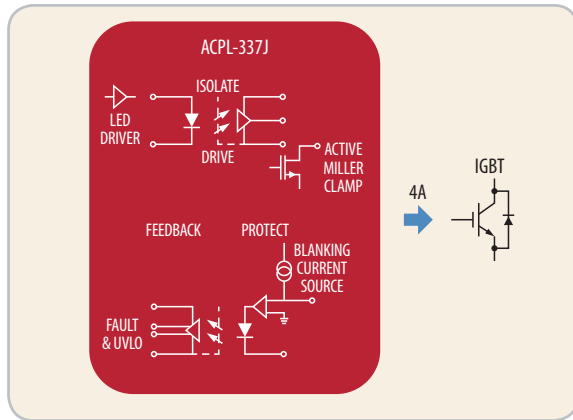 ACPL-337J
ISOLATE
LED
DRIVER
DRIVE
ACTIVE
MILLER
CLAMP
4A
IGBT
FEEDBACK
PROTECT
BLANKING
CURRENT
SOURCE
FAULT
& UVLO